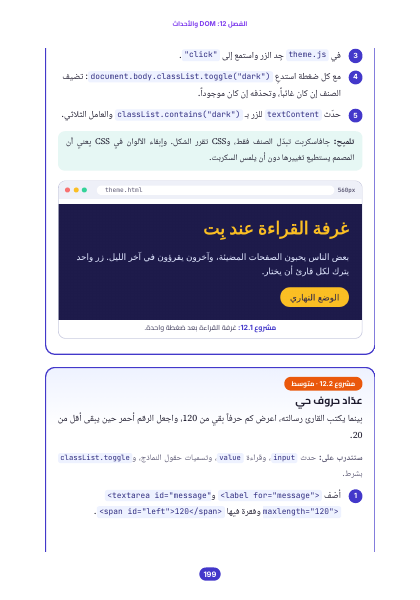 الفصل 12: DOM والأحداث
3 في theme.js جِد الزر واستمع إلى "click".
4 مع كل ضغطة استدعِ document.body.classList.toggle("dark"): تضيف
الصنف إن كان غائباً، وتحذفه إن كان موجوداً.
5 حدّث textContent للزر بـ classList.contains("dark") والعامل الثلاثي.
تلميح: جافاسكربت تبدّل الصنف فقط، وCSS تقرر الشكل. وإبقاء الألوان في CSS يعني أن
المصمم يستطيع تغييرها دون أن يلمس السكربت.
theme.html 560px
غرفة القراءة عند بِت
بعض الناس يحبون الصفحات المضيئة، وآخرون يقرؤون في آخر الليل. زر واحد
يترك لكل قارئ أن يختار.
الوضع النهاري
مشروع 12.1: غرفة القراءة بعد ضغطة واحدة.
مشروع 12.2 · متوسط
عدّاد حروف حي
بينما يكتب القارئ رسالته، اعرض كم حرفاً بقي من 120، واجعل الرقم أحمر حين يبقى أقل من
20.
ستتدرب على: حدث input، وقراءة value، وتسميات حقول النماذج، وclassList.toggle
بشرط.
1 أضف <label for="message"> و<textarea id="message"
maxlength="120"> وفقرة فيها <span id="left">120</span>.
199